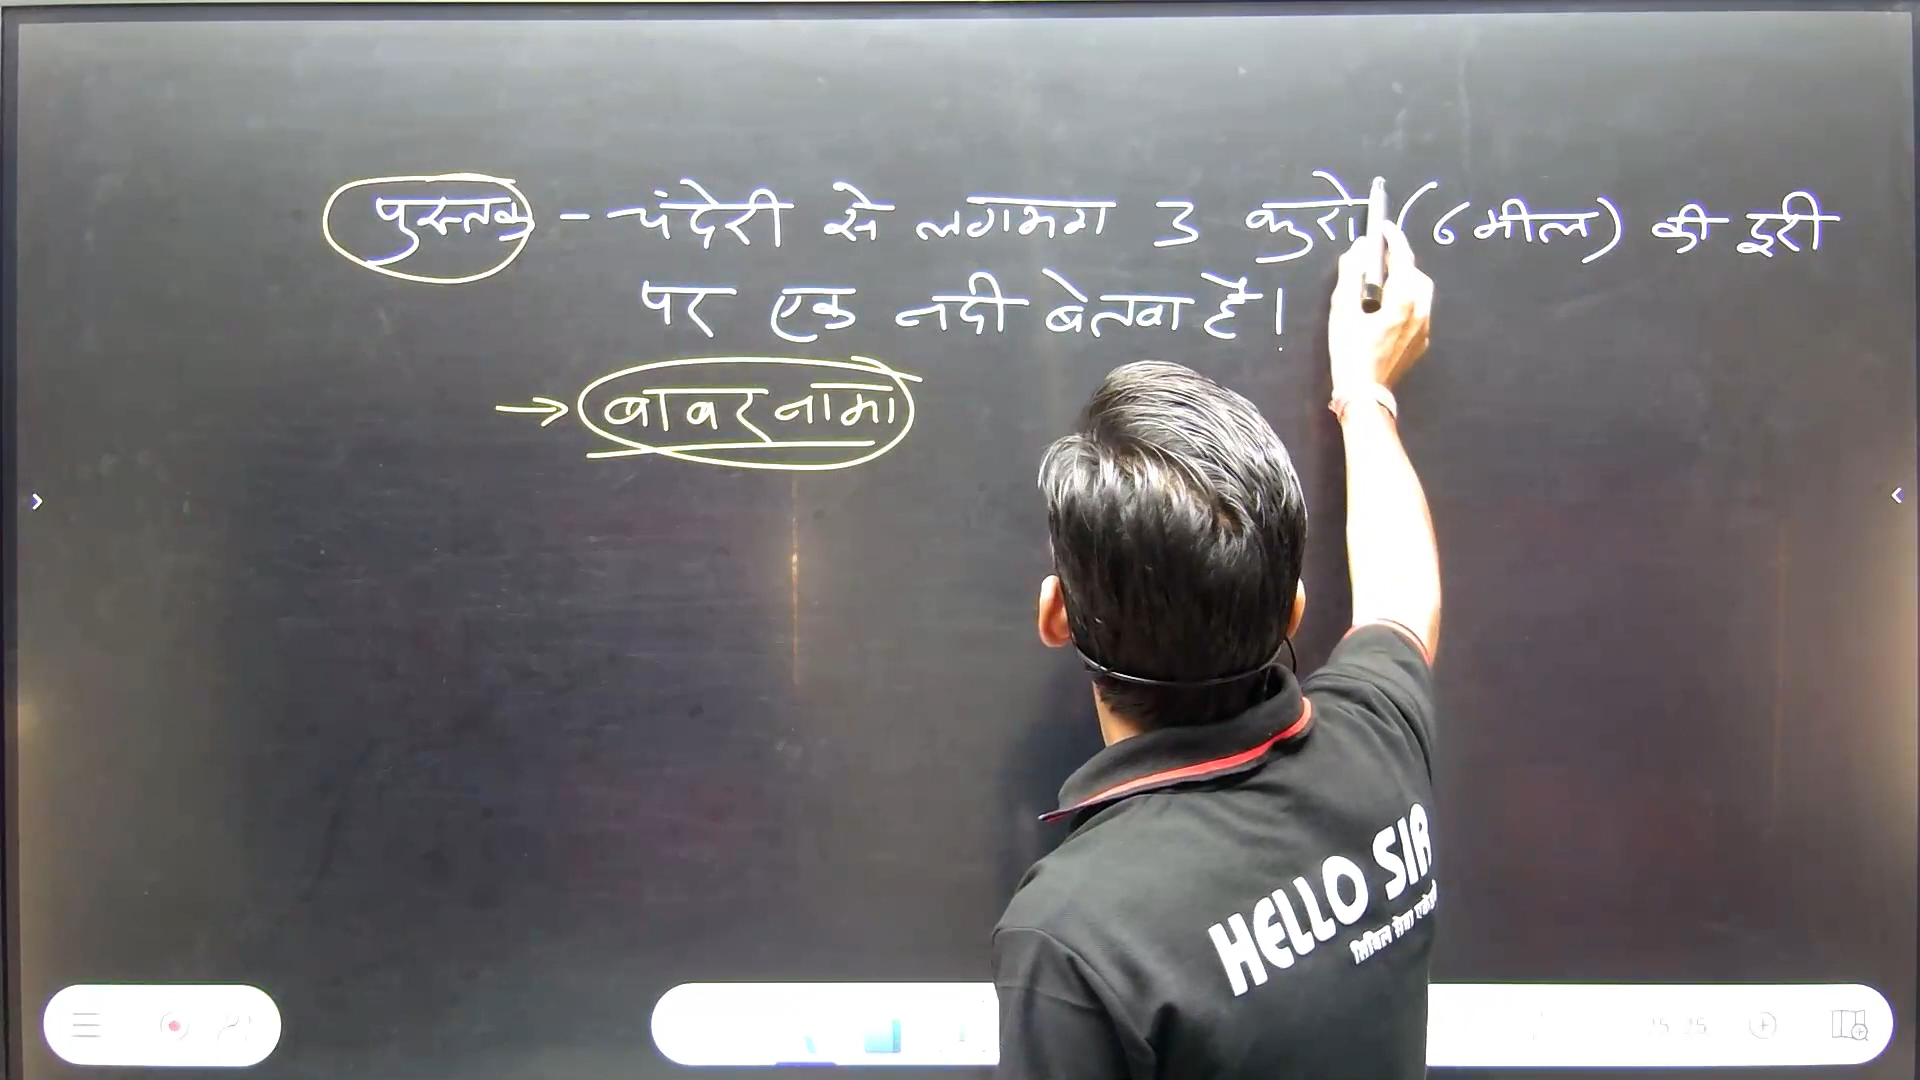 पुस्तक - चंदेरी से लगभग 3 कुरो (6 मील) की दूरी
पर एक नदी बेतवा है।
→ बाबरनामा
HELLO SIR
सिविल सेवा